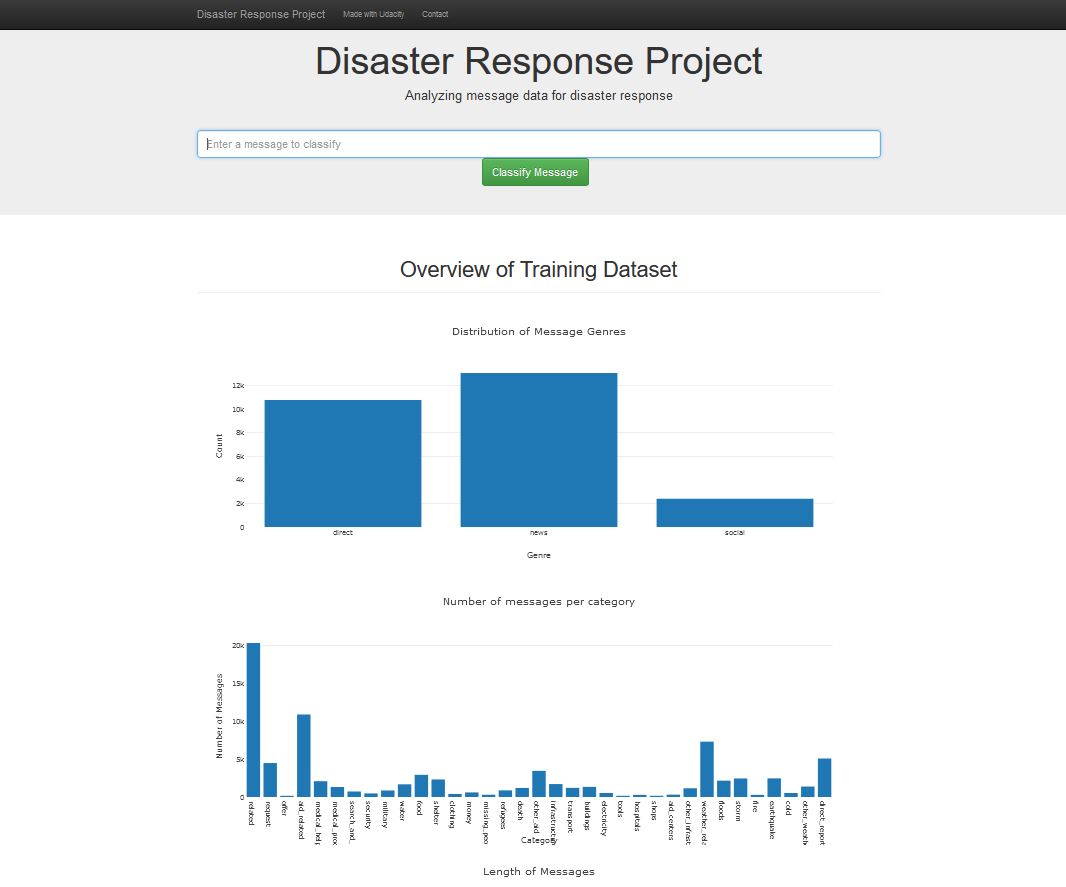 Disaster Response Project Made with Udacity Contact
Disaster Response Project
Analyzing message data for disaster response
Enter a message to classify
Classify Message
Overview of Training Dataset
Distribution of Message Genres
12k
10k
8k
6k
4k
2k
0
Count
direct news social
Genre
Number of messages per category
20k
15k
10k
5k
0
Number of Messages
related
request
offer
aid_related
medical_help
medical_prod
search_and_
security
military
water
food
shelter
clothing
money
missing_peo
refugees
death
other_aid
infrastructu
transport
buildings
electricity
tools
hospitals
shops
aid_centers
other_infrast
weather_rela
floods
storm
fire
earthquake
cold
other_weath
direct_report
Category
Length of Messages